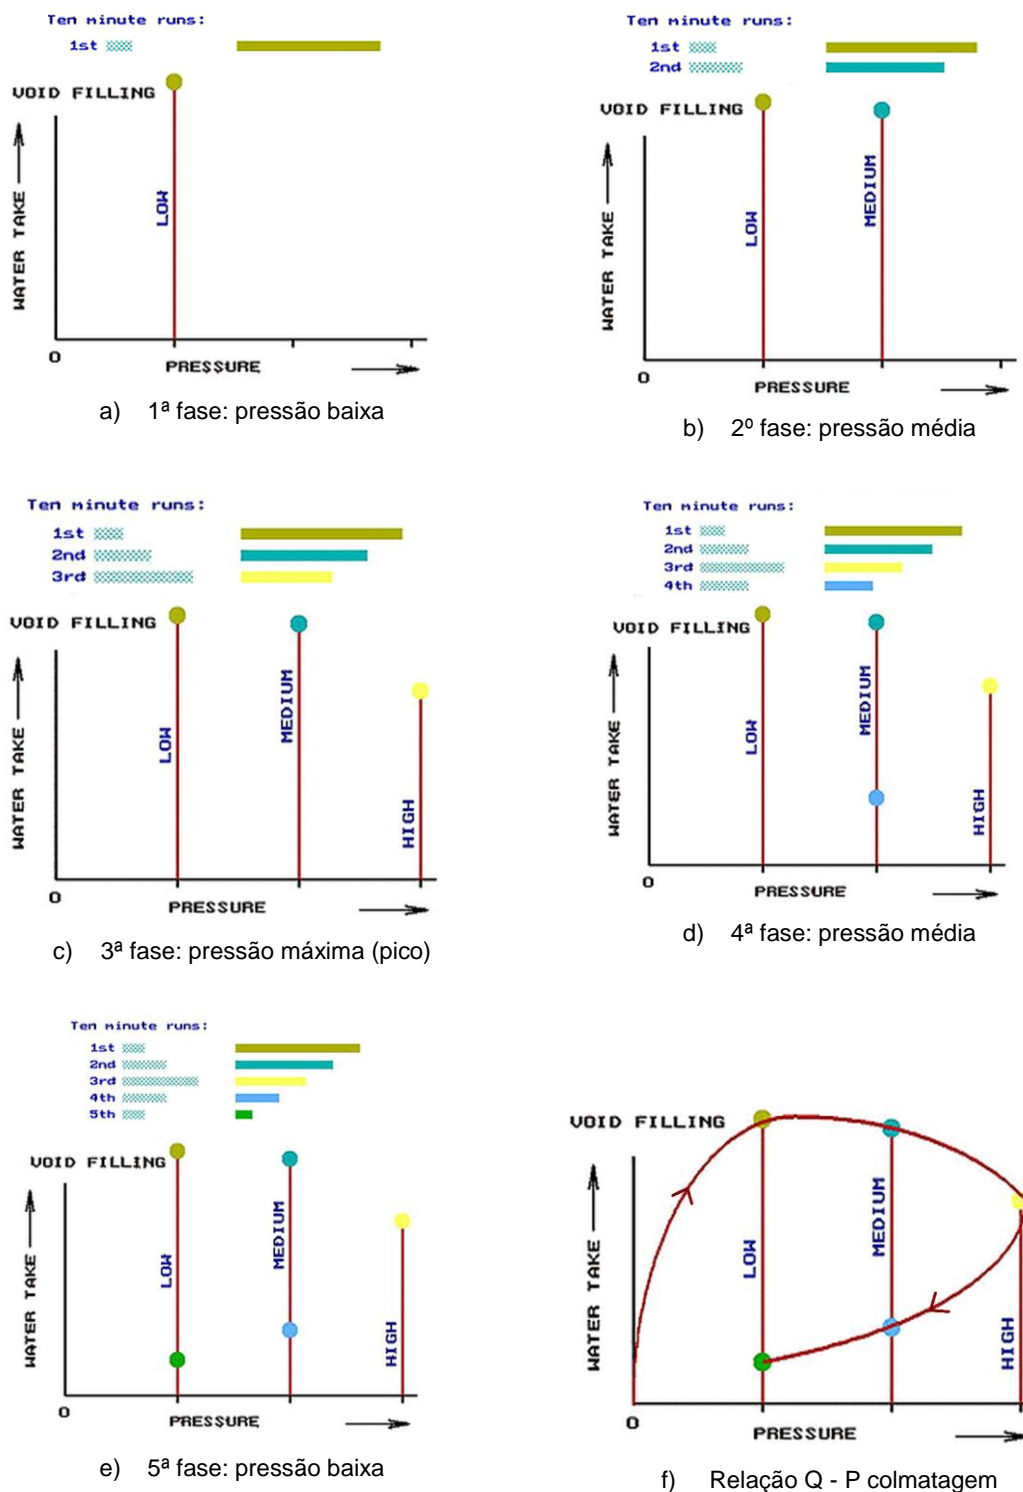 Ten minute runs:
1st
VOID FILLING
WATER TAKE
LOW
0
PRESSURE
a) 1ª fase: pressão baixa
Ten minute runs:
1st
2nd
VOID FILLING
WATER TAKE
LOW
MEDIUM
0
PRESSURE
b) 2º fase: pressão média
Ten minute runs:
1st
2nd
3rd
VOID FILLING
WATER TAKE
LOW
MEDIUM
HIGH
0
PRESSURE
c) 3ª fase: pressão máxima (pico)
Ten minute runs:
1st
2nd
3rd
4th
VOID FILLING
WATER TAKE
LOW
MEDIUM
HIGH
0
PRESSURE
d) 4ª fase: pressão média
Ten minute runs:
1st
2nd
3rd
4th
5th
VOID FILLING
WATER TAKE
LOW
MEDIUM
HIGH
0
PRESSURE
e) 5ª fase: pressão baixa
VOID FILLING
WATER TAKE
LOW
MEDIUM
HIGH
0
PRESSURE
f) Relação Q - P colmatagem